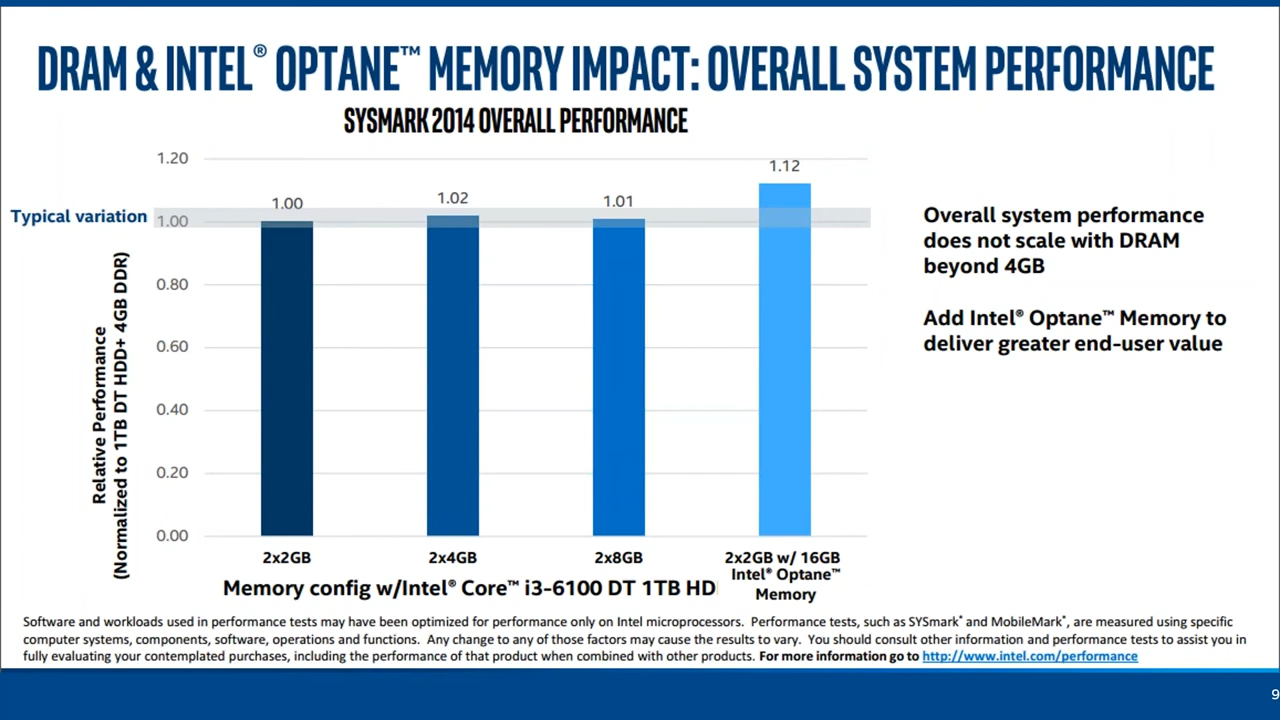 DRAM & INTEL® OPTANE™ MEMORY IMPACT: OVERALL SYSTEM PERFORMANCE
SYSMARK 2014 OVERALL PERFORMANCE
1.20
1.00
0.80
0.60
0.40
0.20
0.00
Typical variation
Relative Performance
(Normalized to 1TB DT HDD+ 4GB DDR)
1.00
1.02
1.01
1.12
2x2GB
2x4GB
2x8GB
2x2GB w/ 16GB
Intel® Optane™
Memory
Memory config w/Intel® Core™ i3-6100 DT 1TB HD
Overall system performance
does not scale with DRAM
beyond 4GB
Add Intel® Optane™ Memory to
deliver greater end-user value
Software and workloads used in performance tests may have been optimized for performance only on Intel microprocessors. Performance tests, such as SYSmark* and MobileMark*, are measured using specific
computer systems, components, software, operations and functions. Any change to any of those factors may cause the results to vary. You should consult other information and performance tests to assist you in
fully evaluating your contemplated purchases, including the performance of that product when combined with other products. For more information go to http://www.intel.com/performance
9